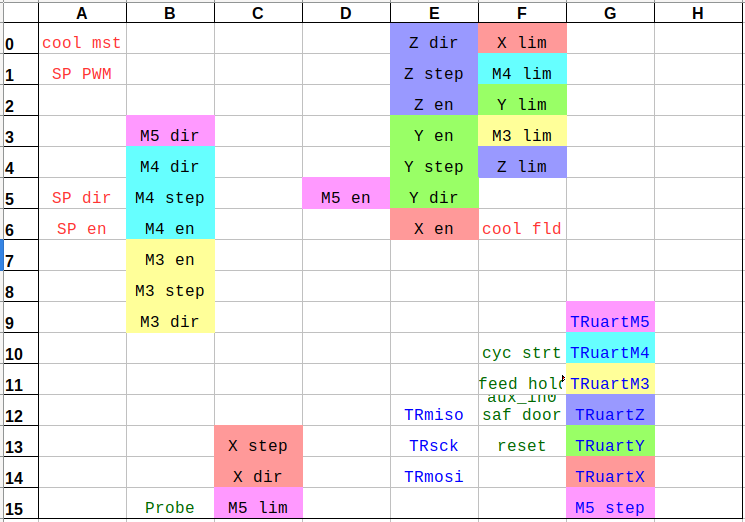 A B C D E F G H
0 cool mst Z dir X lim
1 SP PWM Z step M4 lim
2 Z en Y lim
3 M5 dir Y en M3 lim
4 M4 dir Y step Z lim
5 SP dir M4 step M5 en Y dir
6 SP en M4 en X en cool fld
7 M3 en
8 M3 step
9 M3 dir TRuartM5
10 cyc strt TRuartM4
11 feed hold TRuartM3
aux_in0
12 TRmiso saf door TRuartZ
13 X step TRsck reset TRuartY
14 X dir TRmosi TRuartX
15 Probe M5 lim M5 step